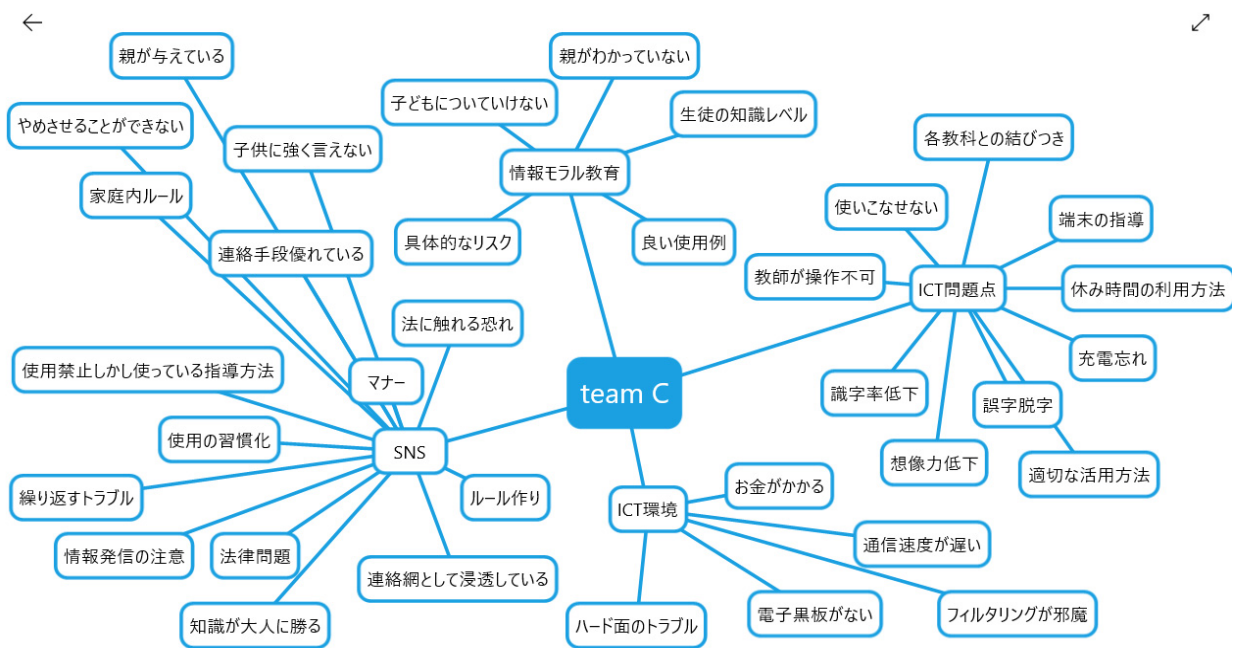 親が与えている
親がわかっていない
やめさせることができない
子どもについていけない
生徒の知識レベル
各教科との結びつき
子供に強く言えない
情報モラル教育
家庭内ルール
使いこなせない
端末の指導
連絡手段優れている
具体的なリスク
良い使用例
教師が操作不可
ICT問題点
休み時間の利用方法
法に触れる恐れ
使用禁止しかし使っている指導方法
マナー
team C
識字率低下
誤字脱字
充電忘れ
使用の習慣化
SNS
想像力低下
適切な活用方法
繰り返すトラブル
ルール作り
お金がかかる
ICT環境
情報発信の注意
法律問題
連絡網として浸透している
通信速度が遅い
知識が大人に勝る
ハード面のトラブル
電子黒板がない
フィルタリングが邪魔